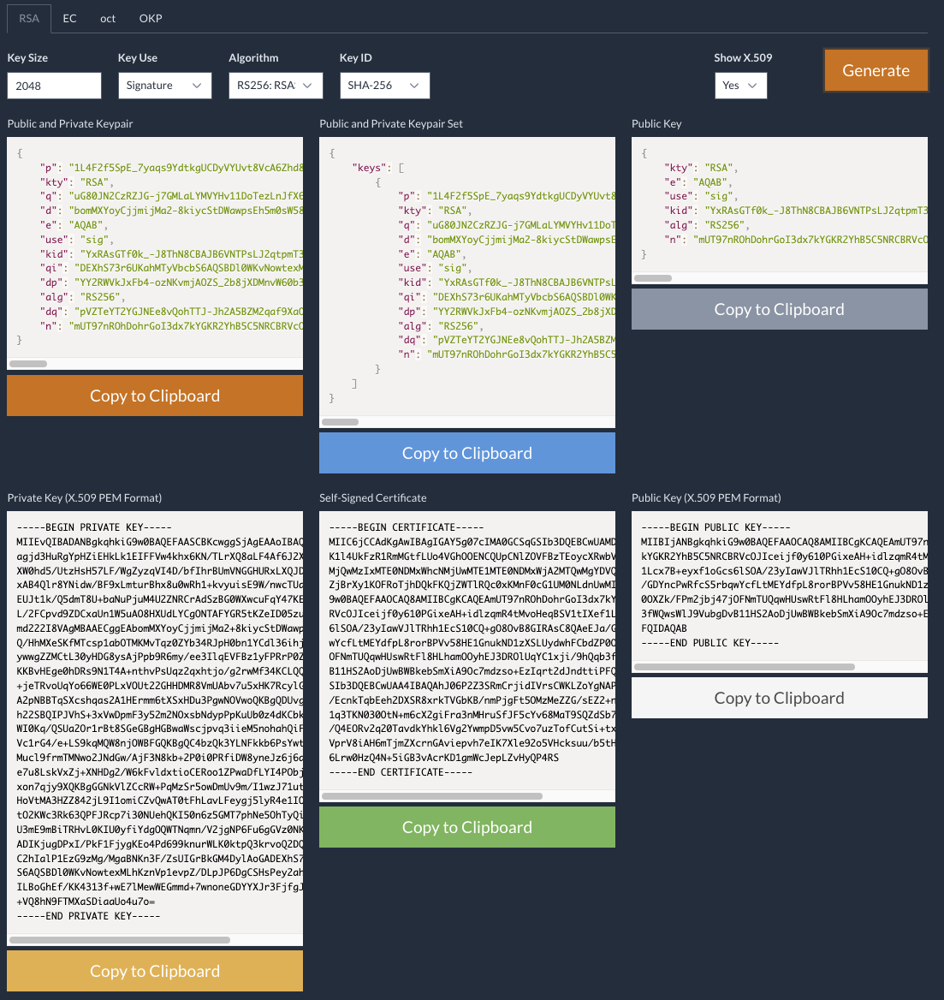 RSA EC oct OKP
Key Size Key Use Algorithm Key ID Show X.509
2048 Signature RS256: RSA SHA-256 Yes Generate
Public and Private Keypair
{
"p": "1L4F2f5SpE_7yaqs9YdtkgUCDyVYUvt8VcA6Zhd8
"kty": "RSA",
"q": "uG80JN2CzRZJG-j7GMLaLYMVYHv11DoTezLnJfX6
"d": "bomMXYoyCjmijMa2-8kiycStDWawpsEh5m0sW58
"e": "AQAB",
"use": "sig",
"kid": "YxRAsGTf0k_-J8ThN8CBAJB6VNTPsLJ2qtpmT3
"qi": "DEXhS73r6UKahMTyVbcbS6AQSBDl0WKvNowtexM
"dp": "YY2RWVkJxFb4-ozNKvmjAOZS_2b8jXDMnvW60b3
"alg": "RS256",
"dq": "pVZTeYT2YGJNEe8vQohTTJ-Jh2A5BZM2qaf9XaO
"n": "mUT97nROhDohrGoI3dx7kYGKR2YhB5C5NRCBRVcO
}
Copy to Clipboard
Public and Private Keypair Set
{
"keys": [
{
"p": "1L4F2f5SpE_7yaqs9YdtkgUCDyVYUvt8
"kty": "RSA",
"q": "uG80JN2CzRZJG-j7GMLaLYMVYHv11DoT
"d": "bomMXYoyCjmijMa2-8kiycStDWawpsE
"e": "AQAB",
"use": "sig",
"kid": "YxRAsGTf0k_-J8ThN8CBAJB6VNTPsL
"qi": "DEXhS73r6UKahMTyVbcbS6AQSBDl0WK
"dp": "YY2RWVkJxFb4-ozNKvmjAOZS_2b8jXD
"alg": "RS256",
"dq": "pVZTeYT2YGJNEe8vQohTTJ-Jh2A5BZM
"n": "mUT97nROhDohrGoI3dx7kYGKR2YhB5C5
}
]
}
Copy to Clipboard
Public Key
{
"kty": "RSA",
"e": "AQAB",
"use": "sig",
"kid": "YxRAsGTf0k_-J8ThN8CBAJB6VNTPsLJ2qtpmT3
"alg": "RS256",
"n": "mUT97nROhDohrGoI3dx7kYGKR2YhB5C5NRCBRVcO
}
Copy to Clipboard
Private Key (X.509 PEM Format)
-----BEGIN PRIVATE KEY-----
MIIEvQIBADANBgkqhkiG9w0BAQEFAASCBKcwggSjAgEAAoIBAQ
agjd3HuRgYpHZiEHkLk1EIFFVw4khx6KN/TLrXQ8aLF4Af6J2X
XW0hd5/UtzHsH57LF/WgZyzqVI4D/bfIhrBUmVNGGHURxLXQJD
xAB4Qlr8YNidw/BF9xLmturBhx8u0wRh1+kvyuisE9W/nwcTUa
EUJt1k/Q5dmT8U+baNuPjuM4U2ZNRCrAdSzBG0WXwcuFqY47KE
L/2FCpvd9ZDCxaUn1W5uAO8HXUdLYCgONTAFYGR5tKZeID05zu
md222I8VAgMBAAECggEAbomMXYoyCjmijMa2+8kiycStDWawp
Q/HhMXeSKfMTcsp1abOTMKMvTqz0ZYb34RJpH0bn1YCdl36ihj
ywwgZZMCtL30yHDG8ysAjPpb9R6my/ee3IlqEVFBz1yFPRrP0Z
KKBvHEge0hDRs9N1T4A+nthvPsUqz2qxhtjo/g2rwMf34KCLQQ
+jeTRvoUqYo66WE0PLxVOUt22GHHDMR8VmUAbv7u5xHK7RcylG
A2pNBBTqSXcshqas2A1HErmm6tXSxHDu3PgwNOVwoQKBgQDUvg
h22SBQIPJVhS+3xVwDpmF3y52m2NOxsbNdypPpKuUb0z4dKCbk
WI0Kq/QSUa2Or1rBt8SGeGBgHGBwaWscjpvq3iieM5nohahQiF
Vc1rG4/e+LS9kqMQW8njOWBFGQKBgQC4bzQk3YLNFkkb6PsYwt
Mucl9frmTMNwo2JNdGw/AjF3N8kb+2P0i0PRfiDW8yneJz6j6c
e7u8LskVxZj+XNHDg2/W6kFvldxtioCERoo1ZPwaDfLYI4PObj
xon7qjy9XQKBgGGNkVlZCcRW+PqMzSr5owDmUv9m/I1wzJ71ut
HoVtMA3HZZ842jL9I1omiCZvQwAT0tFhLavLFeygj5lyR4e1IO
tO2KWc3Rk63QPFJRcp7i30NUehQKI50n6z5GMT7phNe5OhTyQi
U3mE9mBiTRHvL0KIU0yfiYdgOQWTNqmn/V2jgNP6Fu6gGVz0NK
ADIKjugDPxI/PkF1FjygKEo4Pd699knurWLK0ktpQ3krvoQ2DQ
C2hIalP1EzG9zMg/MgaBNKn3F/ZsUIGrBkGM4DylAoGADEXhS7
S6AQSBDl0WKvNowtexMLhKznVp1evpZ/DLpJP6DgCSHsPey2ah
ILBoGhEf/KK4313f+wE7lMewWEGmmd+7wnoneGDYYXJr3FjfgJ
+VQ8hN9FTMXaSDiaaUo4u7o=
-----END PRIVATE KEY-----
Copy to Clipboard
Self-Signed Certificate
-----BEGIN CERTIFICATE-----
MIIC6jCCAdKgAwIBAgIGAY5g07cIMA0GCSqGSIb3DQEBCwUAMD
K1l4UkFzR1RmMGtfLUo4VGhOOENCQUpCNlZOVFBzTEoycXRwbV
MjQwMzIxMTE0NDMxWhcNMjUwMTE1MTE0NDMxWjA2MTQwMgYDVQ
ZjBrXy1KOFRoTjhDQkFKQjZWTlRQc0xKMnF0cG1UM0NLdnUwMI
9w0BAQEFAAOCAQ8AMIIBCgKCAQEAmUT97nROhDohrGoI3dx7kY
RVcOJIceijf0y610PGixeAH+idlzqmR4tMvoHeqBSV1tIXef1L
6lSOA/23yIawVJlTRhh1EcS10CQ+gO8OvB8GIRAsC8QAeEJa/G
wYcfLtMEYdfpL8rorBPVv58HE1GnukND1zXSLUydwhFCbdZP0O
OFNmTUQqwHUswRtFl8HLhamOOyhEJ3DROlUqYC1xji/9hQqb3f
B11HS2AoDjUwBWBkebSmXiA9Oc7mdzso+EzIqrt2dJndttiPFQ
SIb3DQEBCwUAA4IBAQAhJ06P2Z3SRmCrjidIVrsCWKLZoYgNAP
/EcnkTqbEeh2DXSR8xrkTVGbKB/nmPjgFt5OMzMeZZG/sEZ2+n
1q3TKN030OtN+m6cX2giFra3nMHruSfJF5cYv68MaT9SQZdSb7
/Q4EORv2q20TavdkYhkl6Vg2YwmpD5vw5Cvo7uzTofCutSi+tx
VprV8iAH6mTjmZXcrnGAviepvh7eIK7Xle92o5VHcksuu/b5tH
6Lrw0HzQ4N+5iGB3vAcrKD1gmWcJepLZvHyQP4RS
-----END CERTIFICATE-----
Copy to Clipboard
Public Key (X.509 PEM Format)
-----BEGIN PUBLIC KEY-----
MIIBIjANBgkqhkiG9w0BAQEFAAOCAQ8AMIIBCgKCAQEAmUT97n
kYGKR2YhB5C5NRCBRVcOJIceijf0y610PGixeAH+idlzqmR4tM
1Lcx7B+eyxf1oGcs6lSOA/23yIawVJlTRhh1EcS10CQ+gO8OvB
/GDYncPwRfcS5rbqwYcfLtMEYdfpL8rorBPVv58HE1GnukND1z
0OXZk/FPm2jbj47jOFNmTUQqwHUswRtFl8HLhamOOyhEJ3DROl
3fWQwsWlJ9VubgDvB11HS2AoDjUwBWBkebSmXiA9Oc7mdzso+E
FQIDAQAB
-----END PUBLIC KEY-----
Copy to Clipboard